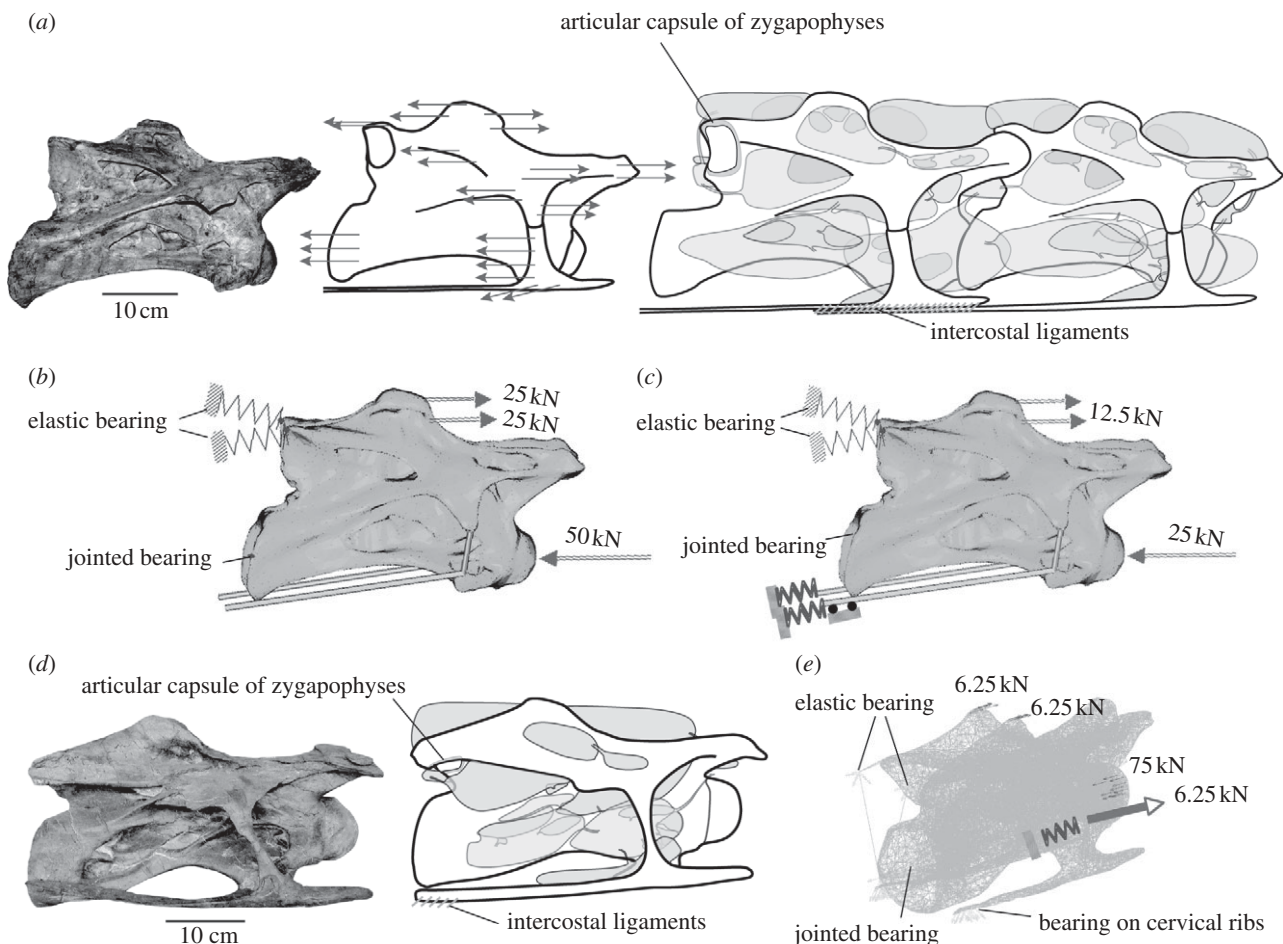 (a)
articular capsule of zygapophyses
10 cm
intercostal ligaments
(b)
elastic bearing
25 kN
25 kN
jointed bearing
50 kN
(c)
elastic bearing
12.5 kN
jointed bearing
25 kN
(d)
articular capsule of zygapophyses
10 cm
intercostal ligaments
(e)
elastic bearing
6.25 kN
6.25 kN
75 kN
6.25 kN
jointed bearing
bearing on cervical ribs